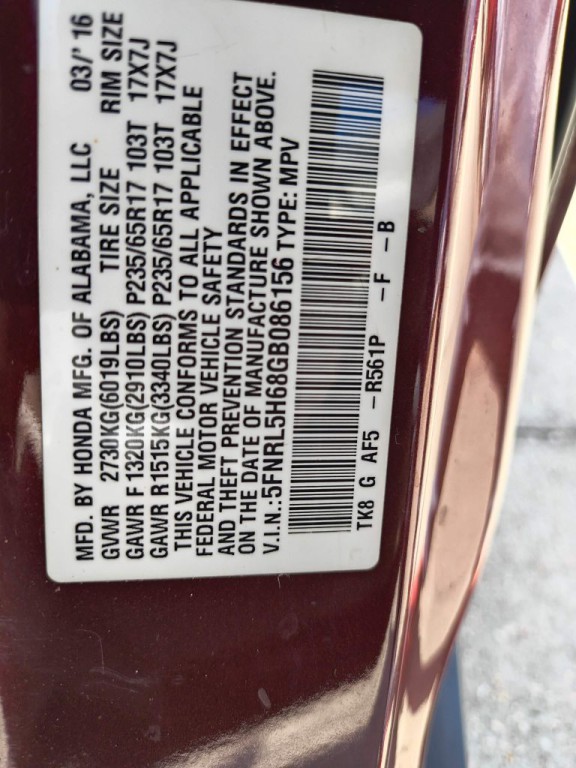 MFD. BY HONDA MFG. OF ALABAMA, LLC 03/' 16
GVWR 2730KG(6019LBS) TIRE SIZE RIM SIZE
GAWR F 1320KG(2910LBS) P235/65R17 103T 17X7J
GAWR R1515KG(3340LBS) P235/65R17 103T 17X7J
THIS VEHICLE CONFORMS TO ALL APPLICABLE
FEDERAL MOTOR VEHICLE SAFETY
AND THEFT PREVENTION STANDARDS IN EFFECT
ON THE DATE OF MANUFACTURE SHOWN ABOVE.
V.I.N.:5FNRL5H68GB086156 TYPE: MPV
TK8 G AF5 -R561P -F -B